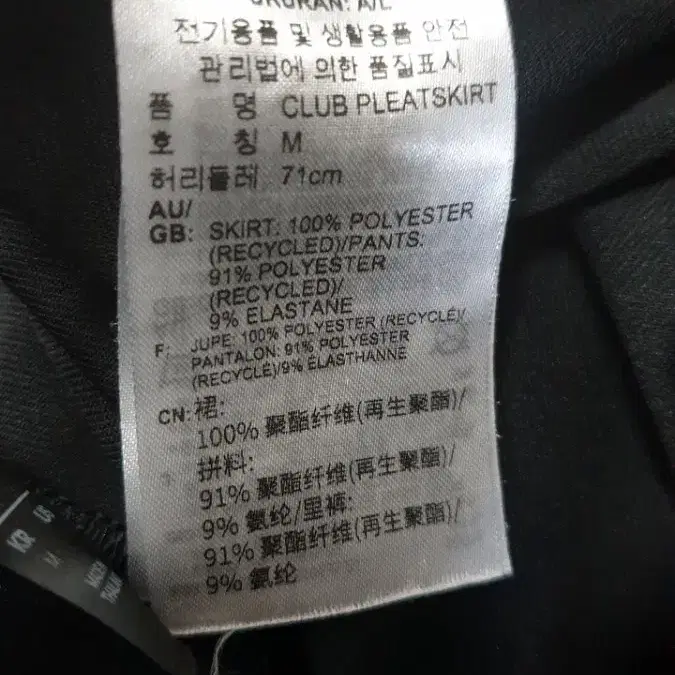 UKURAN: A/L
전기용품 및 생활용품 안전
관리법에 의한 품질표시
품 명 CLUB PLEATSKIRT
호 칭 M
허리둘레 71cm
AU/
GB: SKIRT: 100% POLYESTER
(RECYCLED)/PANTS:
91% POLYESTER
(RECYCLED)/
9% ELASTANE
F: JUPE: 100% POLYESTER (RECYCLÉ)/
PANTALON: 91% POLYESTER
(RECYCLÉ)/9% ÉLASTHANNE
CN: 裙:
100% 聚酯纤维(再生聚酯)/
拼料:
91% 聚酯纤维(再生聚酯)/
9% 氨纶/里裤:
91% 聚酯纤维(再生聚酯)/
9% 氨纶
KR
M